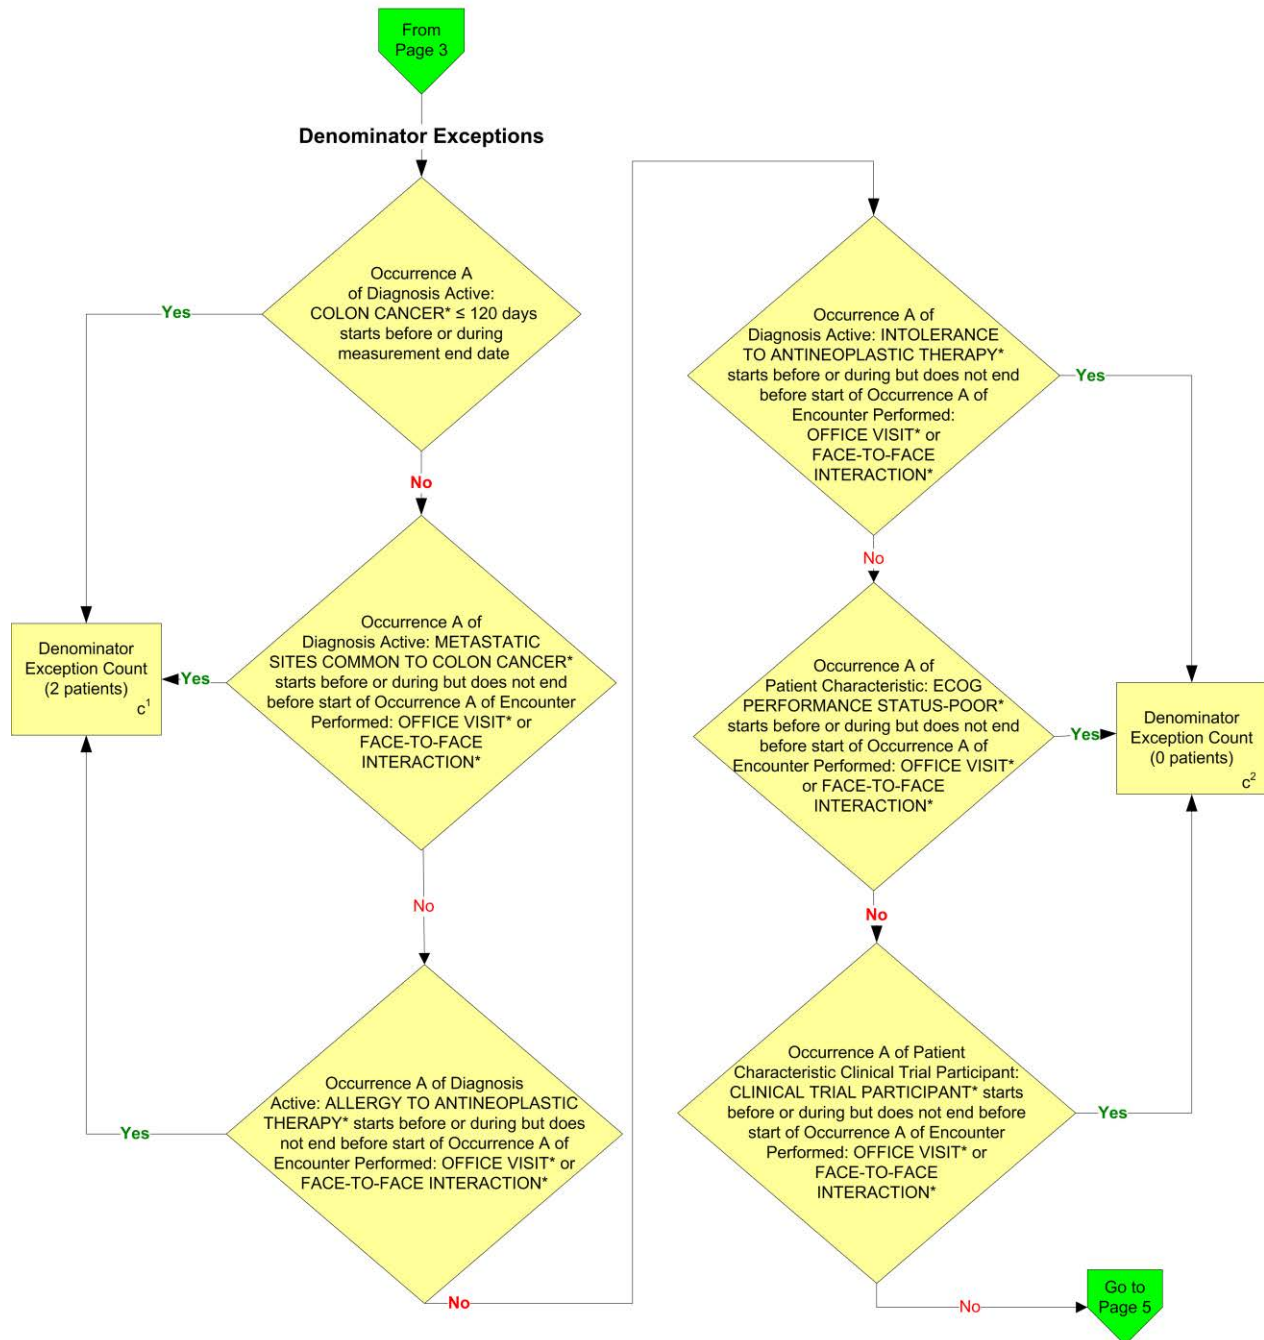 From
Page 3
Denominator Exceptions
Occurrence A
of Diagnosis Active:
COLON CANCER* ≤ 120 days
starts before or during
measurement end date
Yes
No
Occurrence A of
Diagnosis Active: METASTATIC
SITES COMMON TO COLON CANCER*
starts before or during but does not end
before start of Occurrence A of Encounter
Performed: OFFICE VISIT* or
FACE-TO-FACE
INTERACTION*
Yes
Denominator
Exception Count
(2 patients)
c1
No
Occurrence A of Diagnosis
Active: ALLERGY TO ANTINEOPLASTIC
THERAPY* starts before or during but does
not end before start of Occurrence A of
Encounter Performed: OFFICE VISIT* or
FACE-TO-FACE INTERACTION*
Yes
No
Occurrence A of
Diagnosis Active: INTOLERANCE
TO ANTINEOPLASTIC THERAPY*
starts before or during but does not end
before start of Occurrence A of
Encounter Performed:
OFFICE VISIT* or
FACE-TO-FACE
INTERACTION*
Yes
No
Occurrence A of
Patient Characteristic: ECOG
PERFORMANCE STATUS-POOR*
starts before or during but does not end
before start of Occurrence A of
Encounter Performed: OFFICE VISIT*
or FACE-TO-FACE
INTERACTION*
Yes
Denominator
Exception Count
(0 patients)
c2
No
Occurrence A of Patient
Characteristic Clinical Trial Participant:
CLINICAL TRIAL PARTICIPANT* starts
before or during but does not end before
start of Occurrence A of Encounter
Performed: OFFICE VISIT* or
FACE-TO-FACE
INTERACTION*
Yes
No
Go to
Page 5